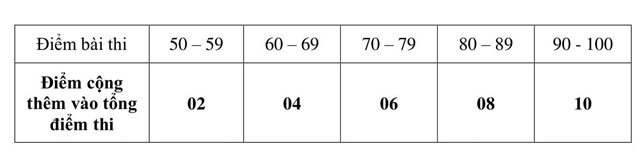 Điểm bài thi 50 – 59 60 – 69 70 – 79 80 – 89 90 - 100
Điểm cộng
thêm vào tổng
điểm thi
02 04 06 08 10